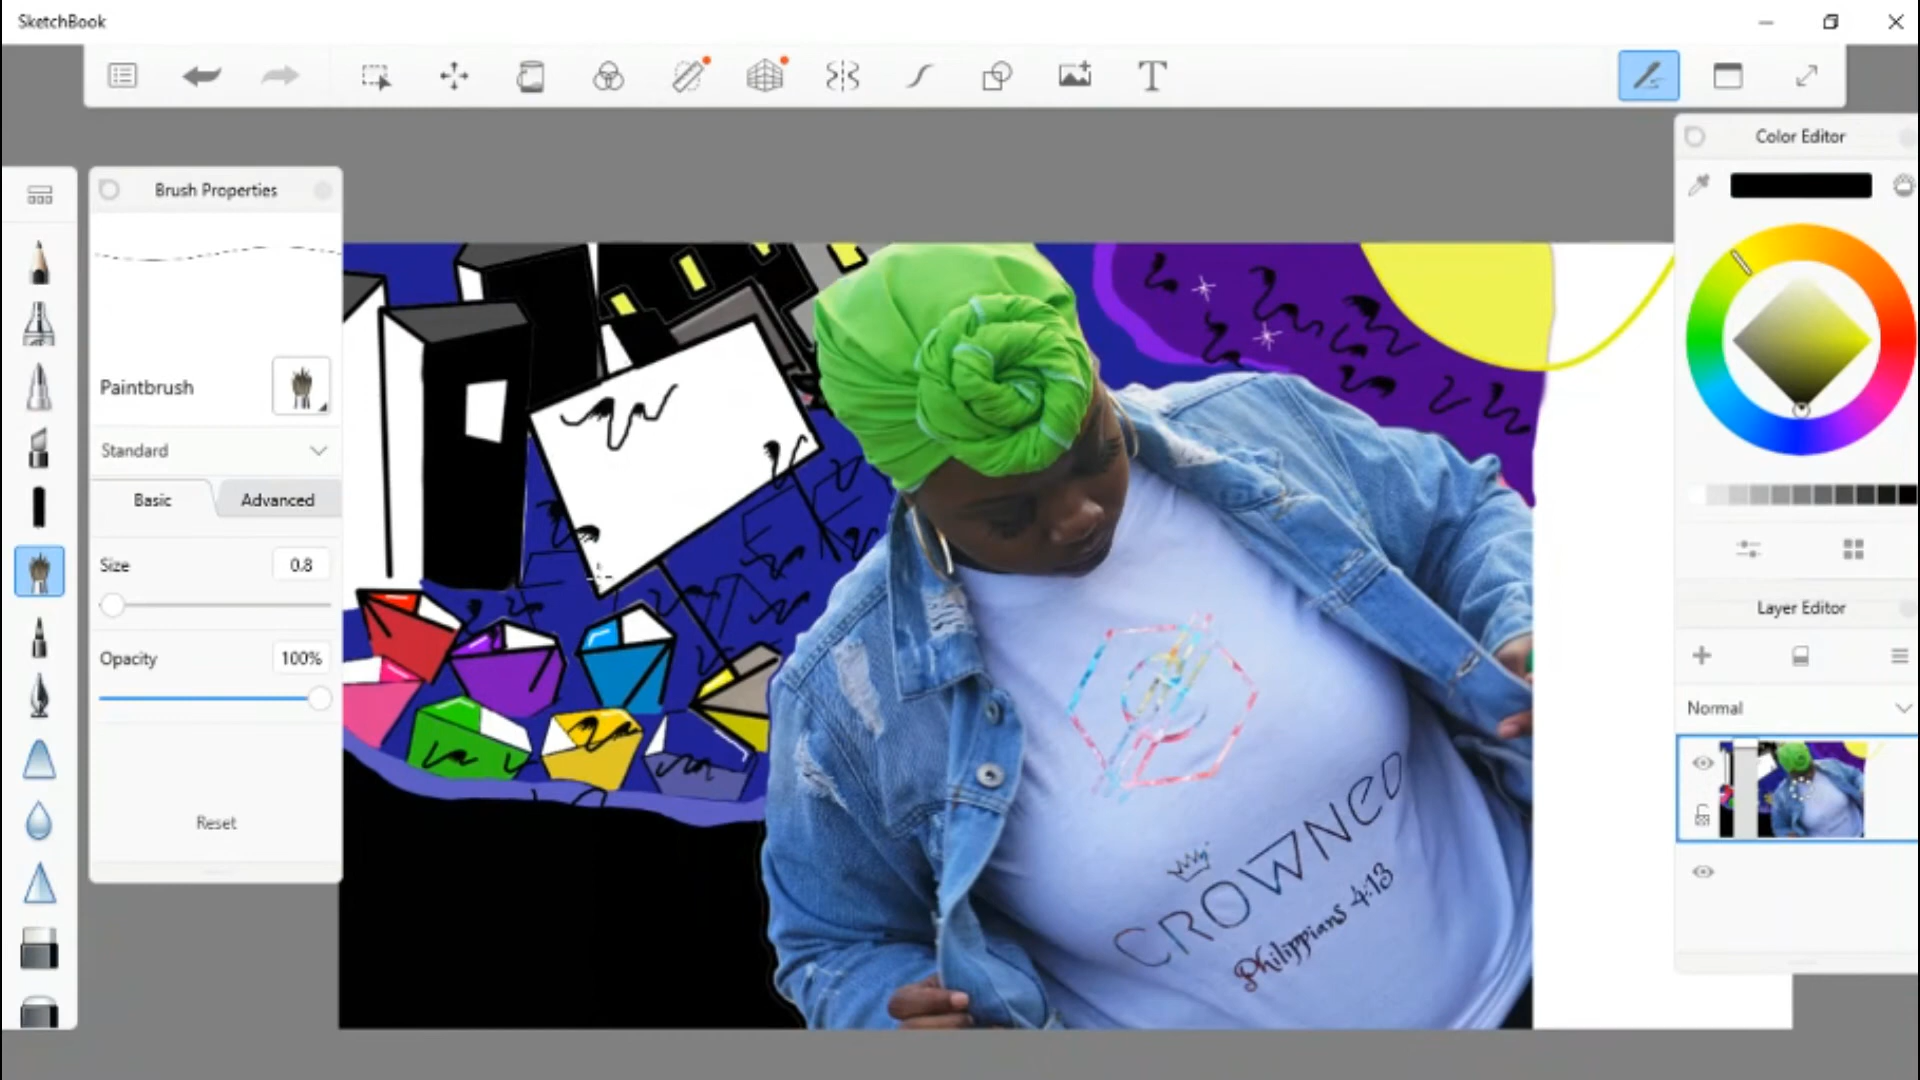 SketchBook
T
Color Editor
Brush Properties
Paintbrush
Standard
Basic
Advanced
Size
0.8
Opacity
100%
Reset
Layer Editor
Normal
CROWNED
Philippians 4:13